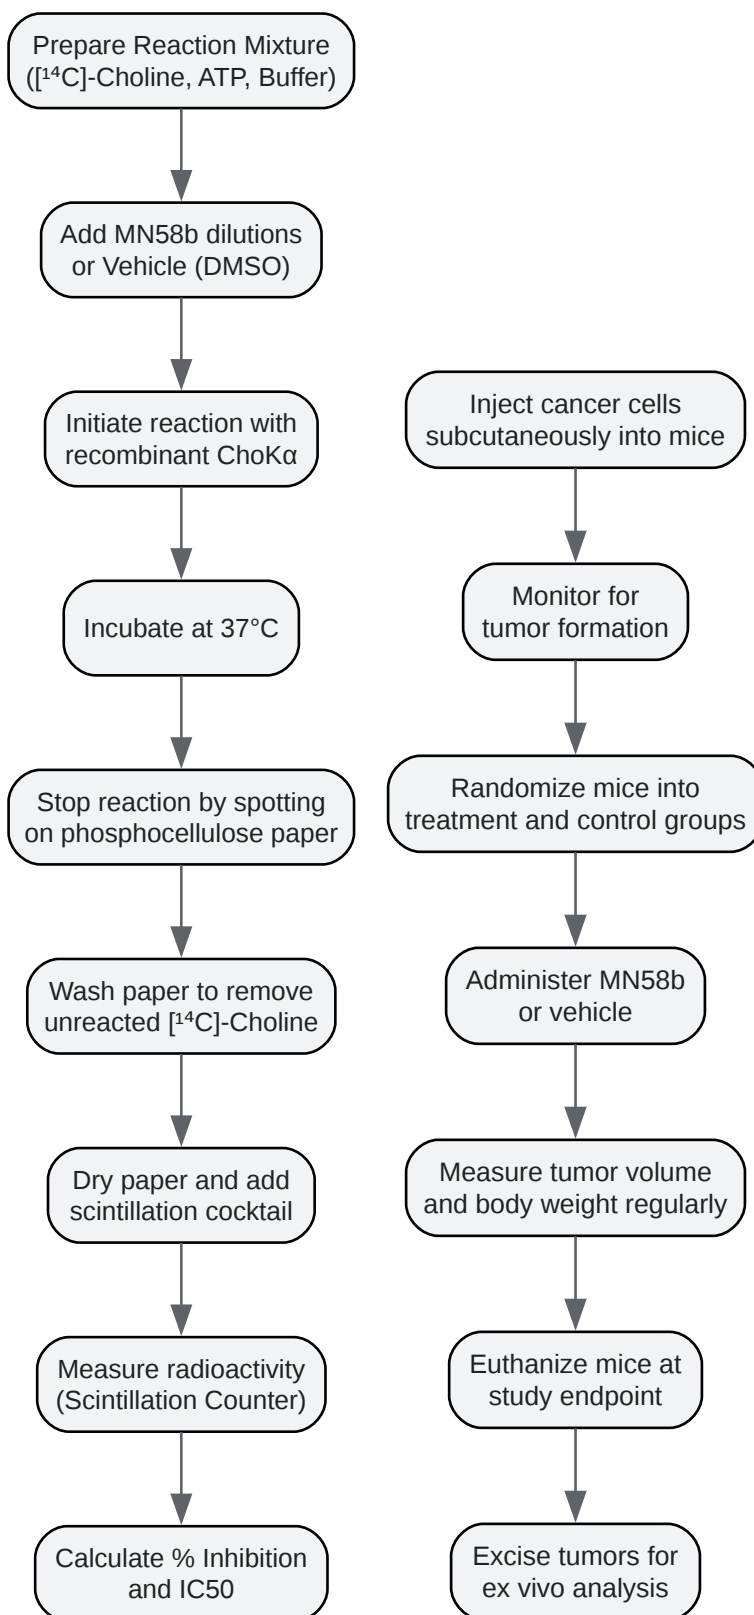 Prepare Reaction Mixture
([¹⁴C]-Choline, ATP, Buffer)
Add MN58b dilutions
or Vehicle (DMSO)
Initiate reaction with
recombinant ChoKα
Incubate at 37°C
Stop reaction by spotting
on phosphocellulose paper
Wash paper to remove
unreacted [¹⁴C]-Choline
Dry paper and add
scintillation cocktail
Measure radioactivity
(Scintillation Counter)
Calculate % Inhibition
and IC50
Inject cancer cells
subcutaneously into mice
Monitor for
tumor formation
Randomize mice into
treatment and control groups
Administer MN58b
or vehicle
Measure tumor volume
and body weight regularly
Euthanize mice at
study endpoint
Excise tumors for
ex vivo analysis